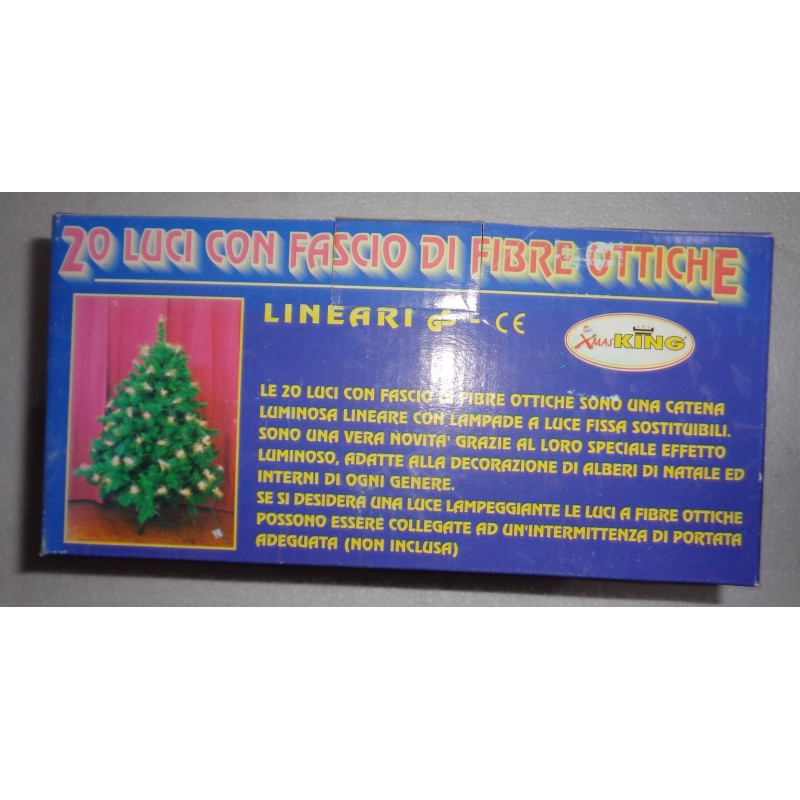 20 LUCI CON FASCIO DI FIBRE OTTICHE
LINEARI GS - CE
XMAS KING
LE 20 LUCI CON FASCIO DI FIBRE OTTICHE SONO UNA CATENA
LUMINOSA LINEARE CON LAMPADE A LUCE FISSA SOSTITUIBILI.
SONO UNA VERA NOVITA' GRAZIE AL LORO SPECIALE EFFETTO
LUMINOSO, ADATTE ALLA DECORAZIONE DI ALBERI DI NATALE ED
INTERNI DI OGNI GENERE.
SE SI DESIDERA UNA LUCE LAMPEGGIANTE LE LUCI A FIBRE OTTICHE
POSSONO ESSERE COLLEGATE AD UN'INTERMITTENZA DI PORTATA
ADEGUATA (NON INCLUSA)